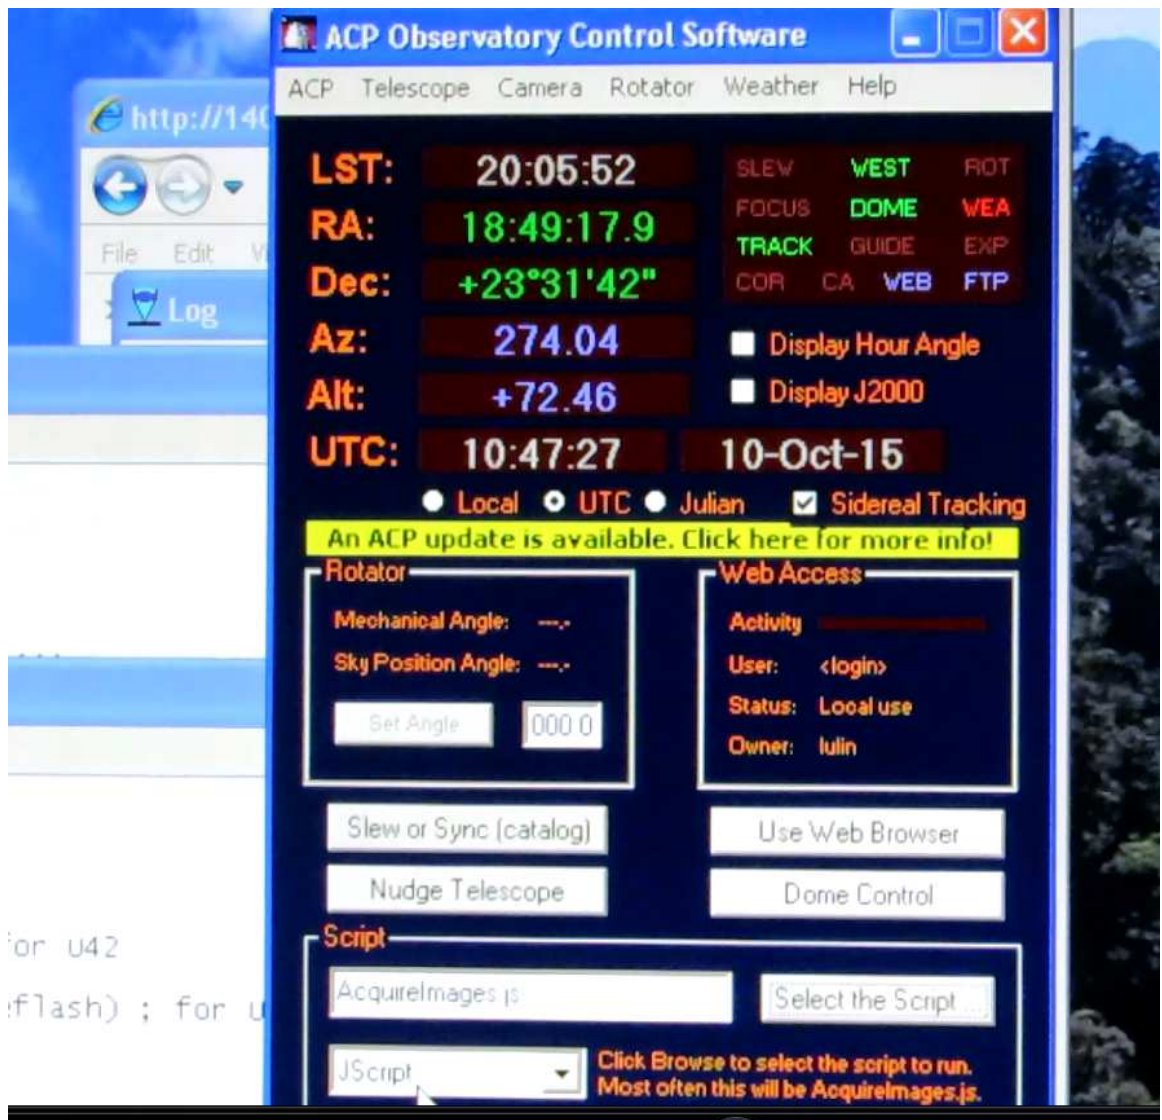 ACP Observatory Control Software
ACP Telescope Camera Rotator Weather Help
http://140
File Edit
Log
LST: 20:05:52
RA: 18:49:17.9
Dec: +23°31'42"
Az: 274.04
Alt: +72.46
UTC: 10:47:27 10-Oct-15
SLEW WEST ROT
FOCUS DOME WEA
TRACK GUIDE EXP
COR CA WEB FTP
Display Hour Angle
Display J2000
Local UTC Julian Sidereal Tracking
An ACP update is available. Click here for more info!
Rotator
Mechanical Angle: ---.-
Sky Position Angle: ---.-
Set Angle 000 0
Web Access
Activity
User: <login>
Status: Local use
Owner: lulin
Slew or Sync (catalog) Use Web Browser
Nudge Telescope Dome Control
Script
AcquireImages js Select the Script ...
JScript
Click Browse to select the script to run.
Most often this will be AcquireImages.js.
...
or u42
eflash) ; for u